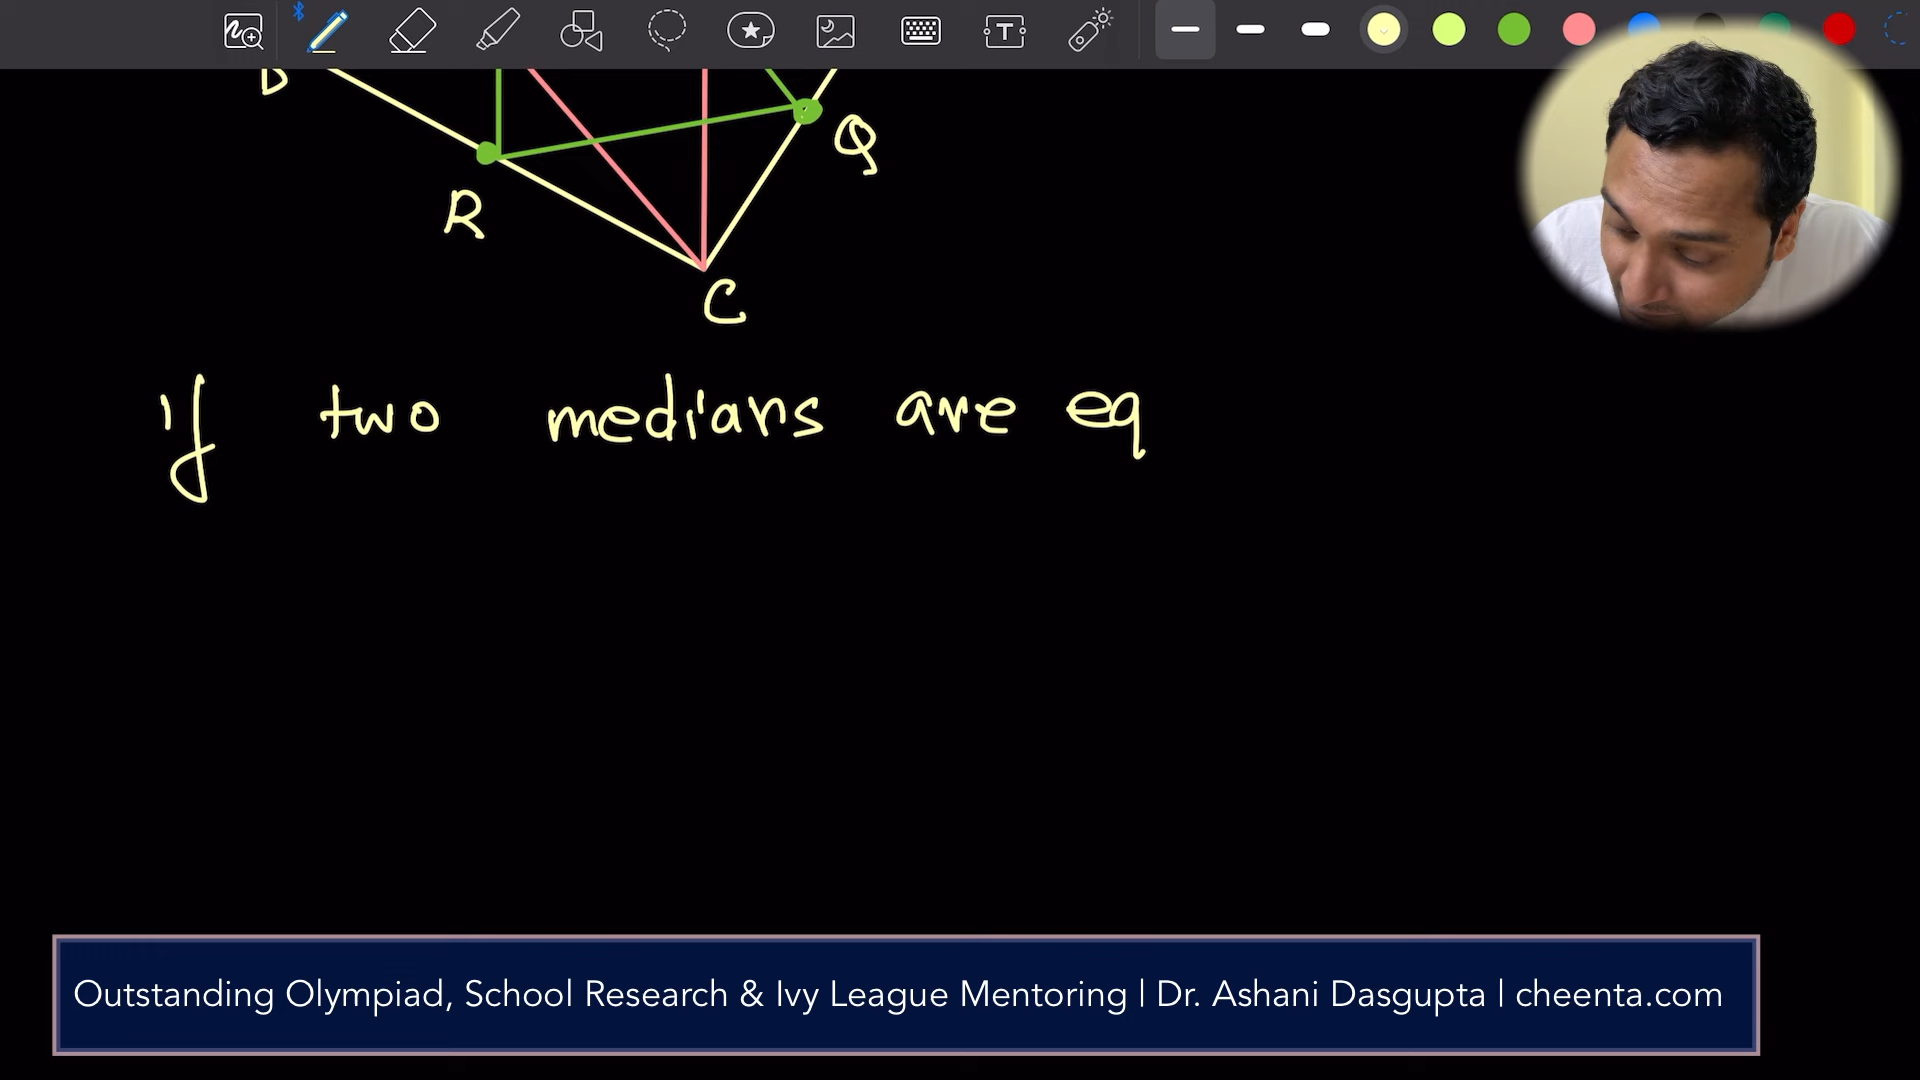 T
Q
R
C
if two medians are eq
Outstanding Olympiad, School Research & Ivy League Mentoring | Dr. Ashani Dasgupta | cheenta.com